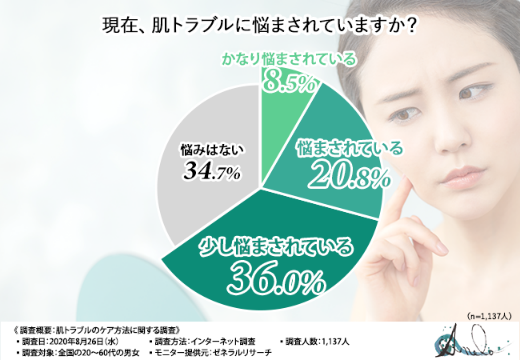 現在、肌トラブルに悩まされていますか？
かなり悩まされている
8.5%
悩まされている
20.8%
悩みはない
34.7%
少し悩まされている
36.0%
（n=1,137人）
《調査概要：肌トラブルのケア方法に関する調査》
・調査日：2020年8月26日（水）　・調査方法：インターネット調査　・調査人数：1,137人
・調査対象：全国の20〜60代の男女　・モニター提供元：ゼネラルリサーチ